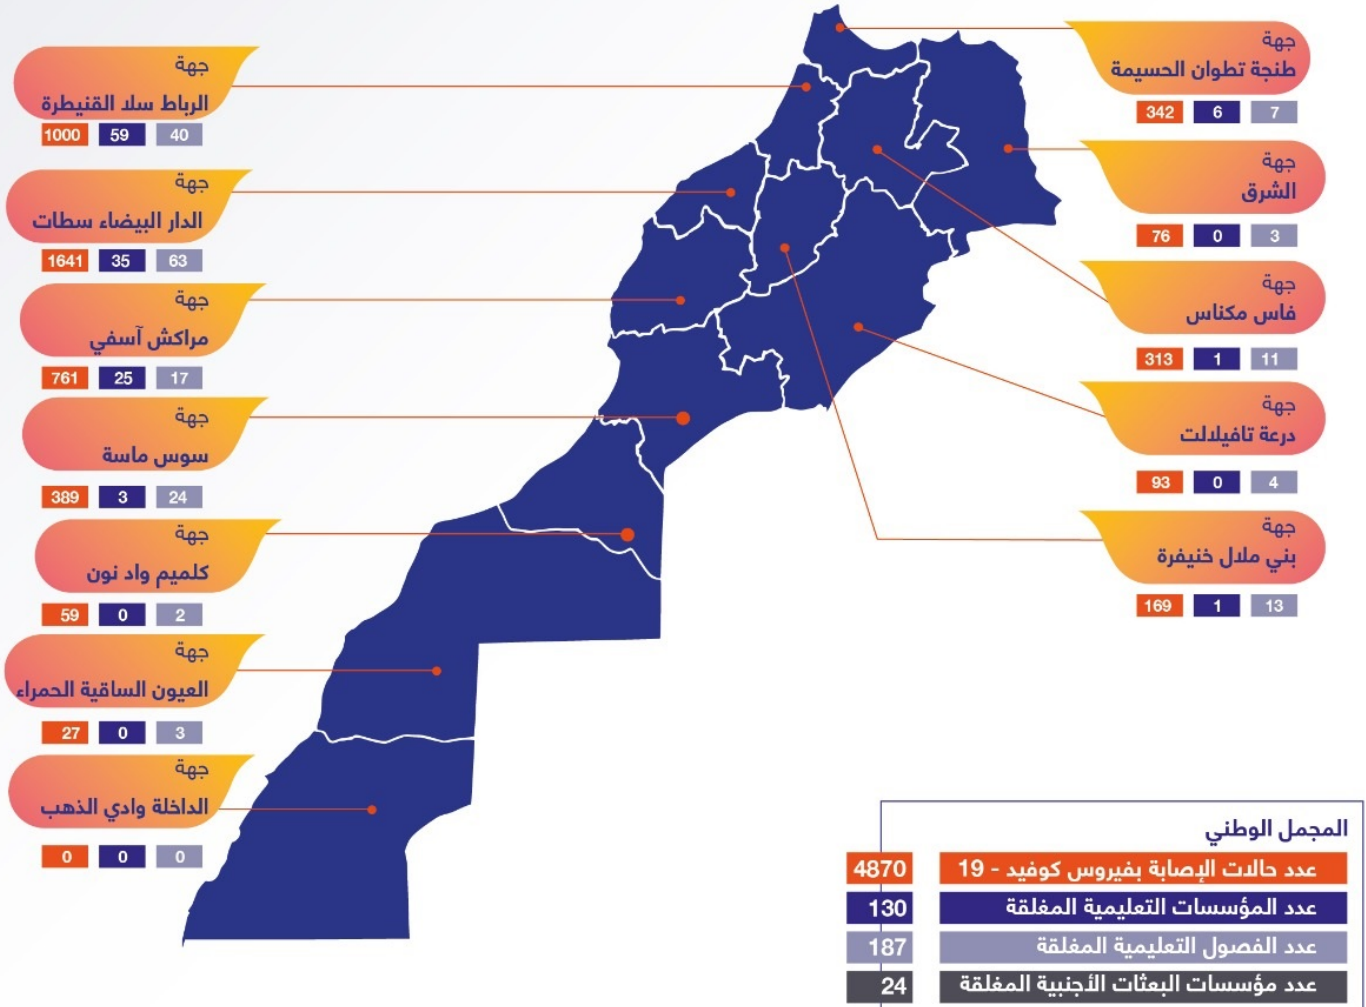 جهة
طنجة تطوان الحسيمة
342 6 7
جهة
الشرق
76 0 3
جهة
فاس مكناس
313 1 11
جهة
درعة تافيلالت
93 0 4
جهة
بني ملال خنيفرة
169 1 13
جهة
الرباط سلا القنيطرة
1000 59 40
جهة
الدار البيضاء سطات
1641 35 63
جهة
مراكش آسفي
761 25 17
جهة
سوس ماسة
389 3 24
جهة
كلميم واد نون
59 0 2
جهة
العيون الساقية الحمراء
27 0 3
جهة
الداخلة وادي الذهب
0 0 0
المجمل الوطني
عدد حالات الإصابة بفيروس كوفيد - 19 4870
عدد المؤسسات التعليمية المغلقة 130
عدد الفصول التعليمية المغلقة 187
عدد مؤسسات البعثات الأجنبية المغلقة 24